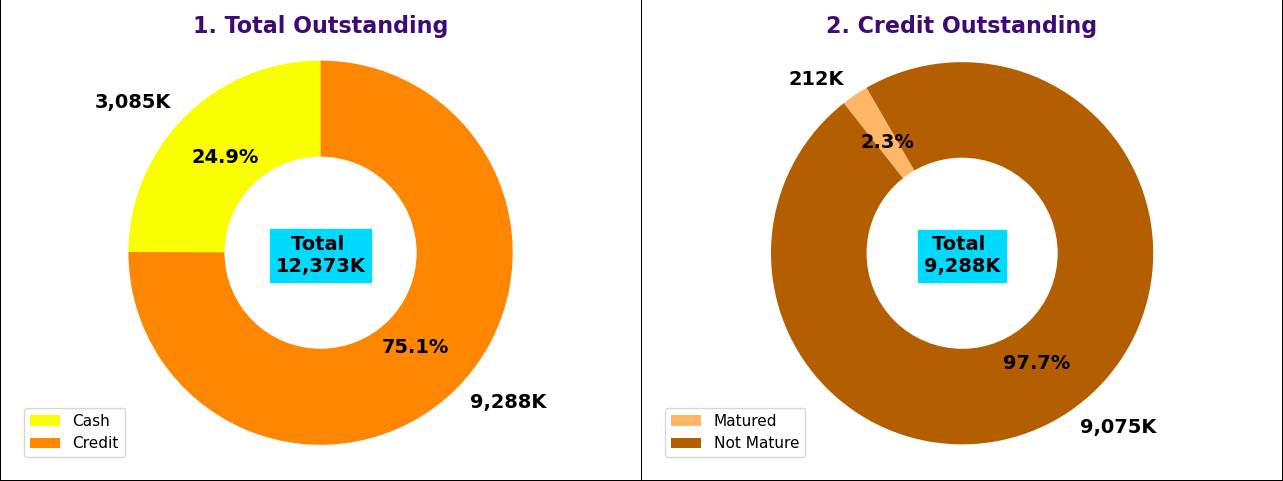 1. Total Outstanding
3,085K
24.9%
Total
12,373K
75.1%
9,288K
Cash
Credit
2. Credit Outstanding
212K
2.3%
Total
9,288K
97.7%
9,075K
Matured
Not Mature